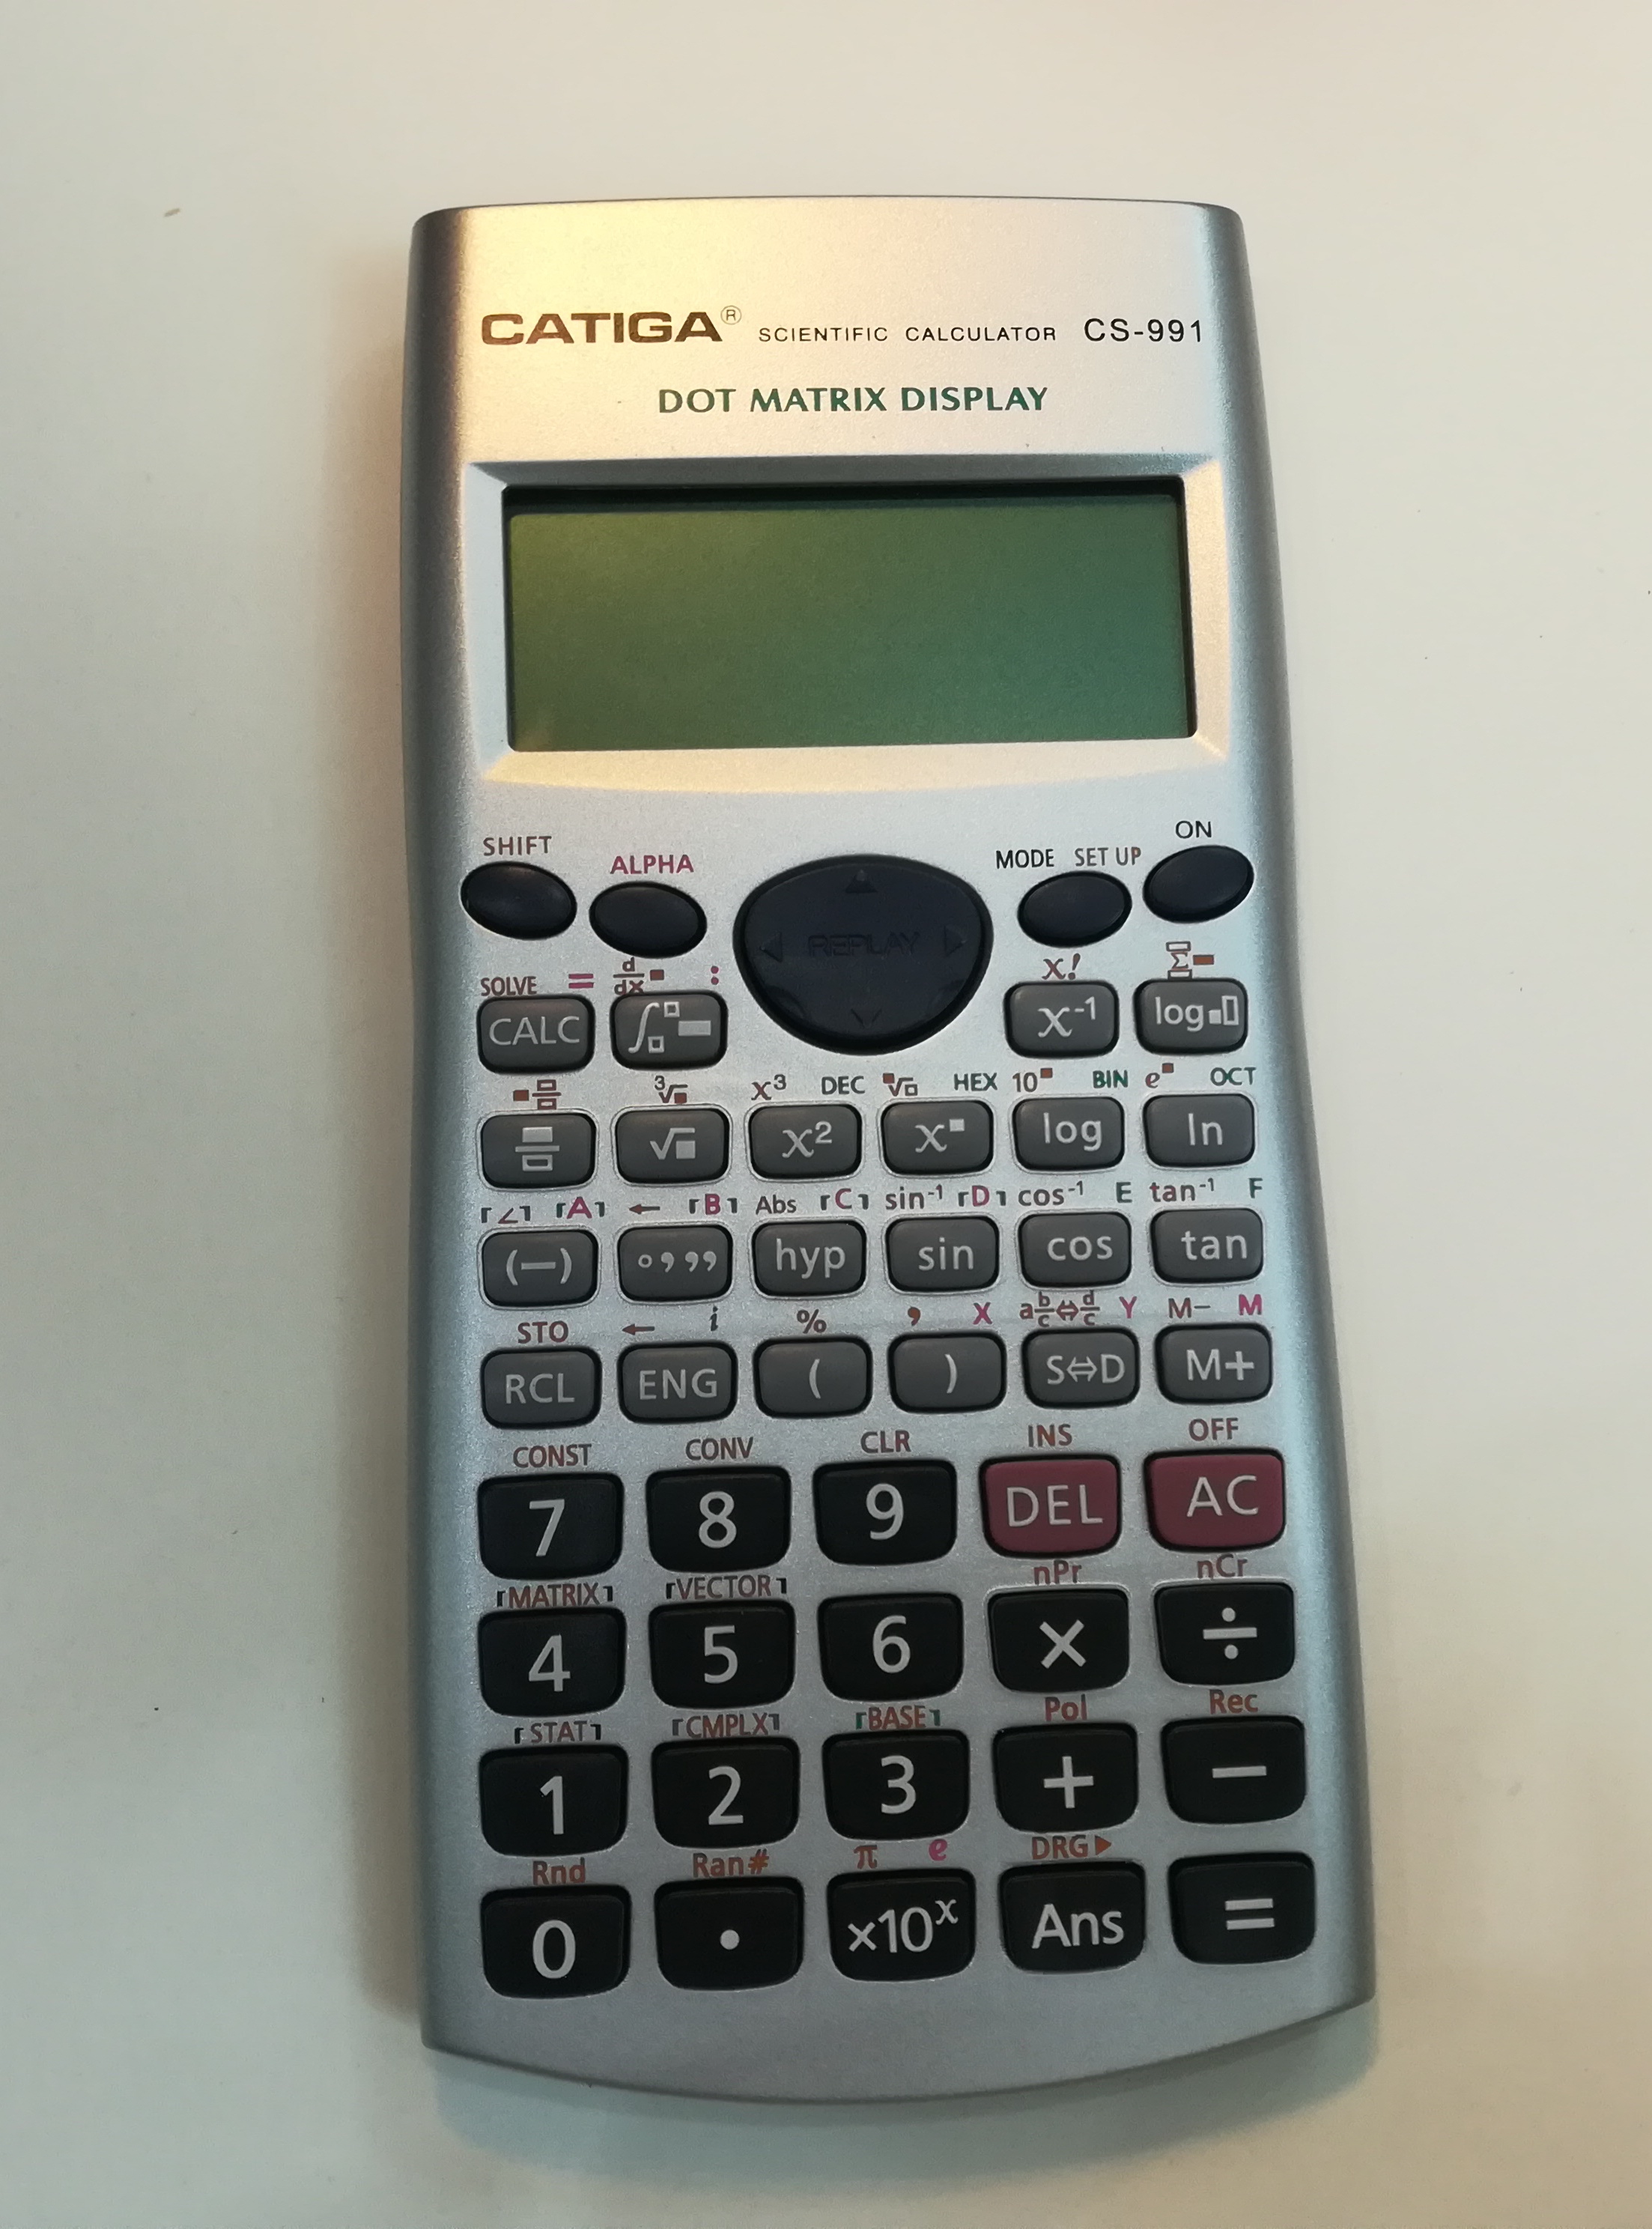 CATIGA® SCIENTIFIC CALCULATOR CS-991
DOT MATRIX DISPLAY
SHIFT ALPHA MODE SET UP ON
REPLAY
SOLVE = d/dx■ : x! Σ■
CALC ∫□□■ x⁻¹ log■□
■□/□ ³√■ x³ DEC ■√□ HEX 10■ BIN e■ OCT
■/□ √■ x² x■ log ln
⌜∠⌝ ⌜A⌝ ← ⌜B⌝ Abs ⌜C⌝ sin⁻¹ ⌜D⌝ cos⁻¹ E tan⁻¹ F
(−) ° , ,, hyp sin cos tan
STO ← i % , X a b/c⇔d/c Y M− M
RCL ENG ( ) S⇔D M+
CONST CONV CLR INS OFF
7 8 9 DEL AC
⌜MATRIX⌝ ⌜VECTOR⌝ nPr nCr
4 5 6 × ÷
⌜STAT⌝ ⌜CMPLX⌝ ⌜BASE⌝ Pol Rec
1 2 3 + −
Rnd Ran# π e DRG▶
0 • ×10ˣ Ans =